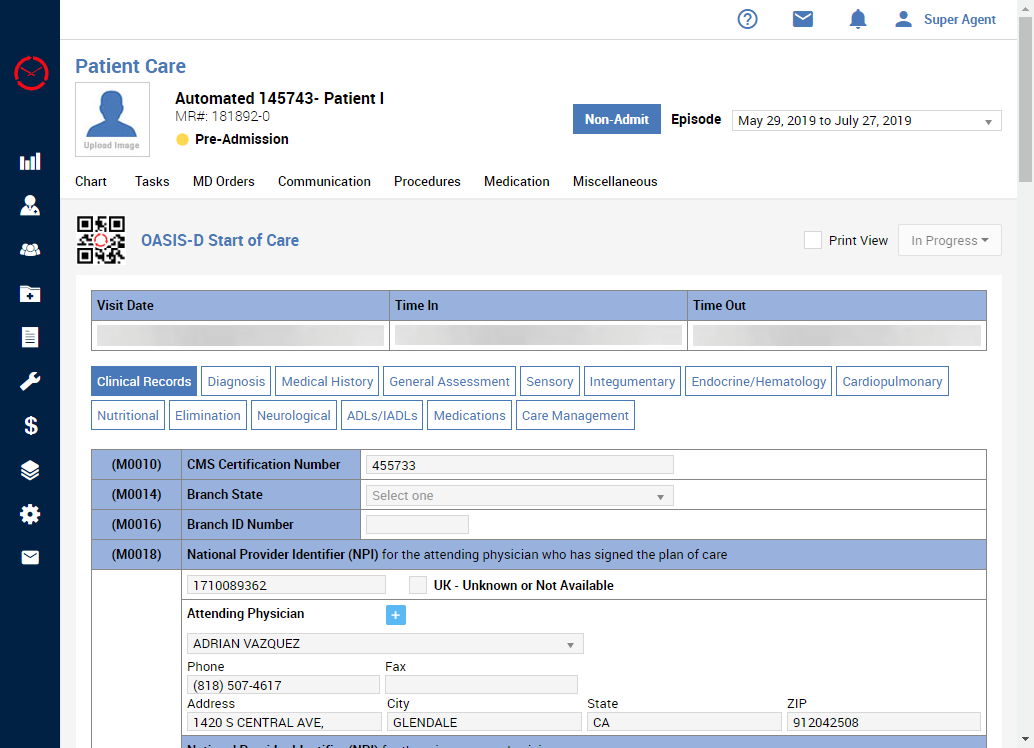 Super Agent
Patient Care
Upload Image
Automated 145743- Patient I
MR#: 181892-0
Pre-Admission
Non-Admit
Episode
May 29, 2019 to July 27, 2019
Chart Tasks MD Orders Communication Procedures Medication Miscellaneous
OASIS-D Start of Care
Print View
In Progress
Visit Date Time In Time Out
Clinical Records Diagnosis Medical History General Assessment Sensory Integumentary Endocrine/Hematology Cardiopulmonary
Nutritional Elimination Neurological ADLs/IADLs Medications Care Management
(M0010) CMS Certification Number 455733
(M0014) Branch State Select one
(M0016) Branch ID Number
(M0018) National Provider Identifier (NPI) for the attending physician who has signed the plan of care
1710089362 UK - Unknown or Not Available
Attending Physician +
ADRIAN VAZQUEZ
Phone Fax
(818) 507-4617
Address City State ZIP
1420 S CENTRAL AVE, GLENDALE CA 912042508